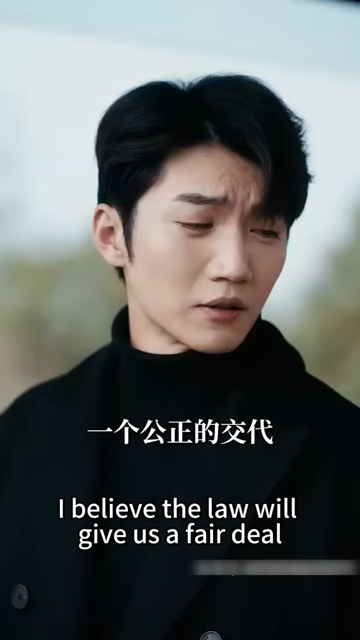 一个公正的交代
I believe the law will
give us a fair deal